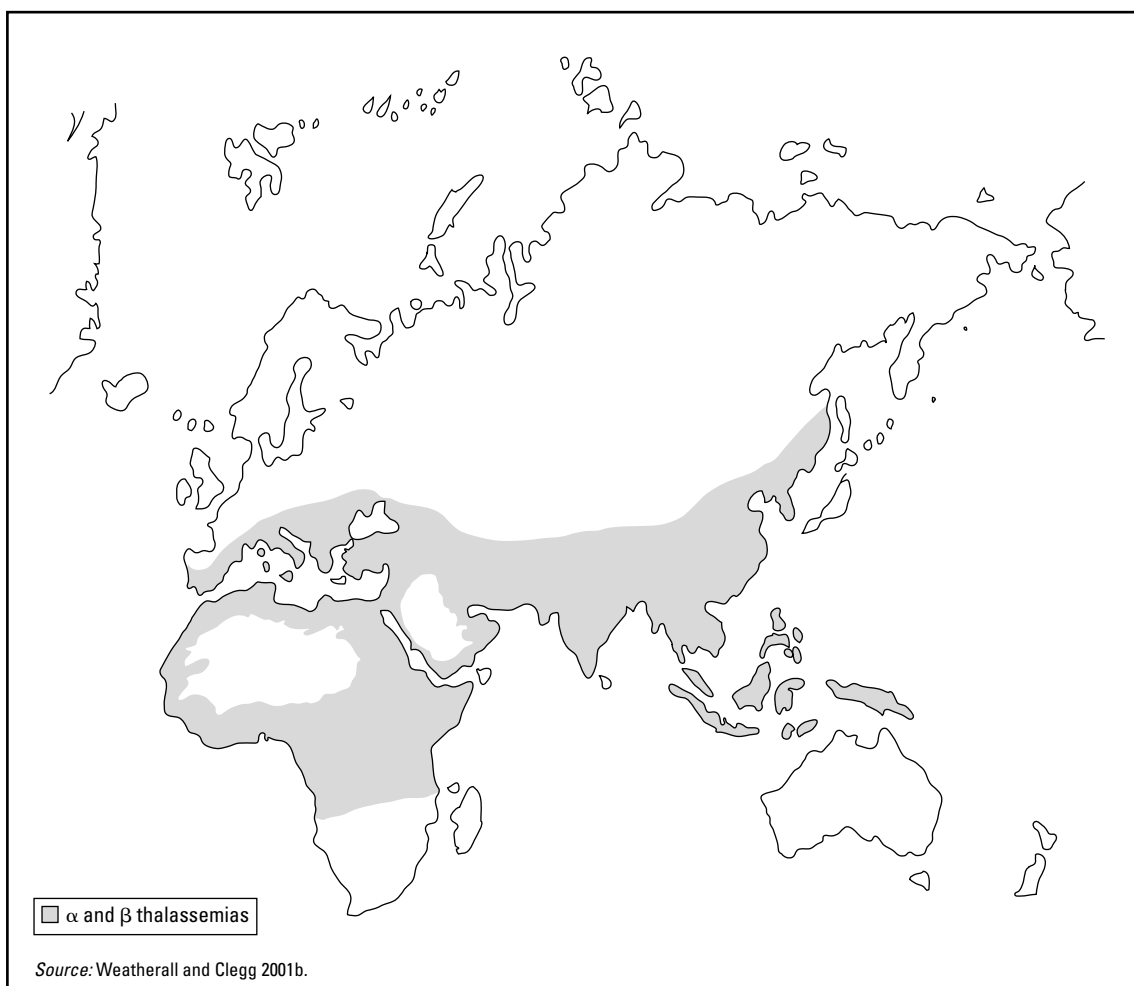 α and β thalassemias
Source: Weatherall and Clegg 2001b.